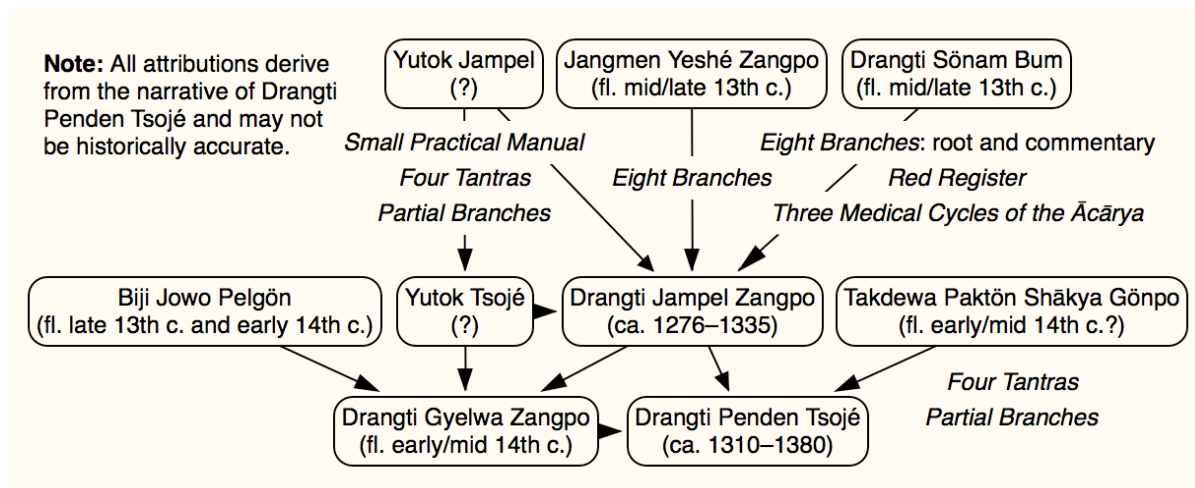 Note: All attributions derive
from the narrative of Drangti
Penden Tsojé and may not
be historically accurate.
Yutok Jampel
(?)
Jangmen Yeshé Zangpo
(fl. mid/late 13th c.)
Drangti Sönam Bum
(fl. mid/late 13th c.)
Small Practical Manual
Four Tantras
Partial Branches
Eight Branches
Eight Branches: root and commentary
Red Register
Three Medical Cycles of the Ācārya
Biji Jowo Pelgön
(fl. late 13th c. and early 14th c.)
Yutok Tsojé
(?)
Drangti Jampel Zangpo
(ca. 1276–1335)
Takdewa Paktön Shākya Gönpo
(fl. early/mid 14th c.?)
Four Tantras
Partial Branches
Drangti Gyelwa Zangpo
(fl. early/mid 14th c.)
Drangti Penden Tsojé
(ca. 1310–1380)